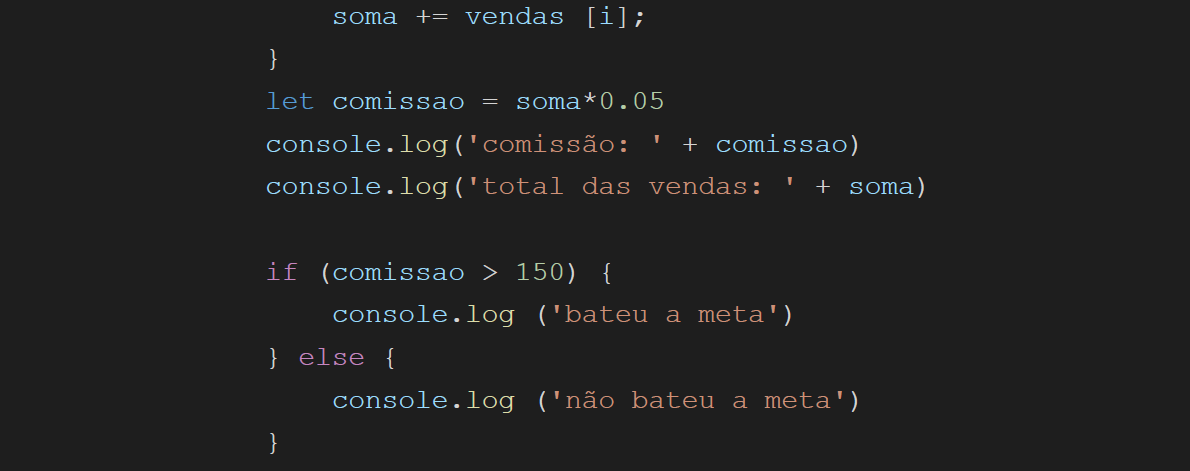 soma += vendas [i];
}
let comissao = soma*0.05
console.log('comissão: ' + comissao)
console.log('total das vendas: ' + soma)
if (comissao > 150) {
console.log ('bateu a meta')
} else {
console.log ('não bateu a meta')
}